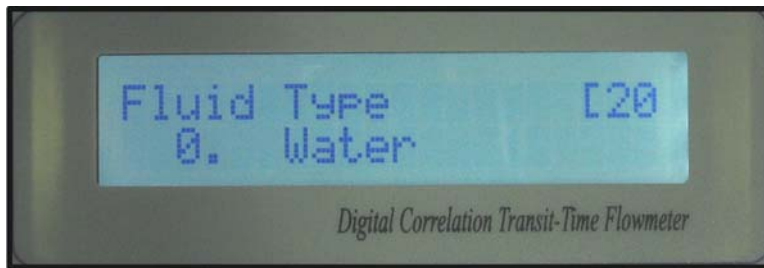 Fluid Type [20
0. Water
Digital Correlation Transit-Time Flowmeter